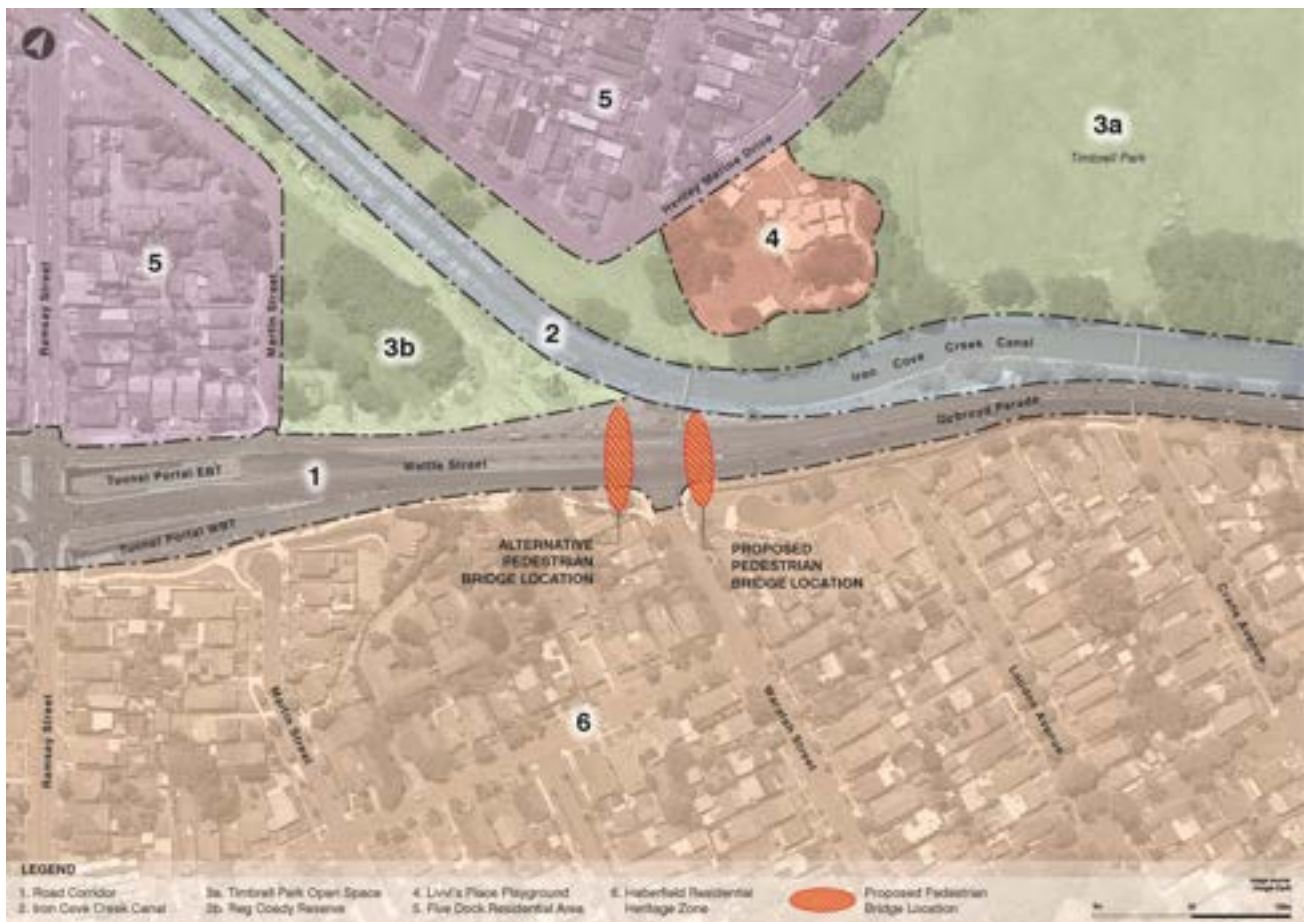 5
3a
Timbrell Park
Henley Marine Drive
4
5
Ramsay Street
Martin Street
2
3b
Iron Cove Creek Canal
Dobroyd Parade
Tunnel Portal EBT
1
Wattle Street
Tunnel Portal WBT
ALTERNATIVE
PEDESTRIAN
BRIDGE LOCATION
PROPOSED
PEDESTRIAN
BRIDGE LOCATION
Crane Avenue
Ramsay Street
Martin Street
6
Waratah Street
Loudon Avenue
LEGEND
1. Road Corridor
2. Iron Cove Creek Canal
3a. Timbrell Park Open Space
3b. Reg Coady Reserve
4. Livvi's Place Playground
5. Five Dock Residential Area
6. Haberfield Residential
Heritage Zone
Proposed Pedestrian
Bridge Location